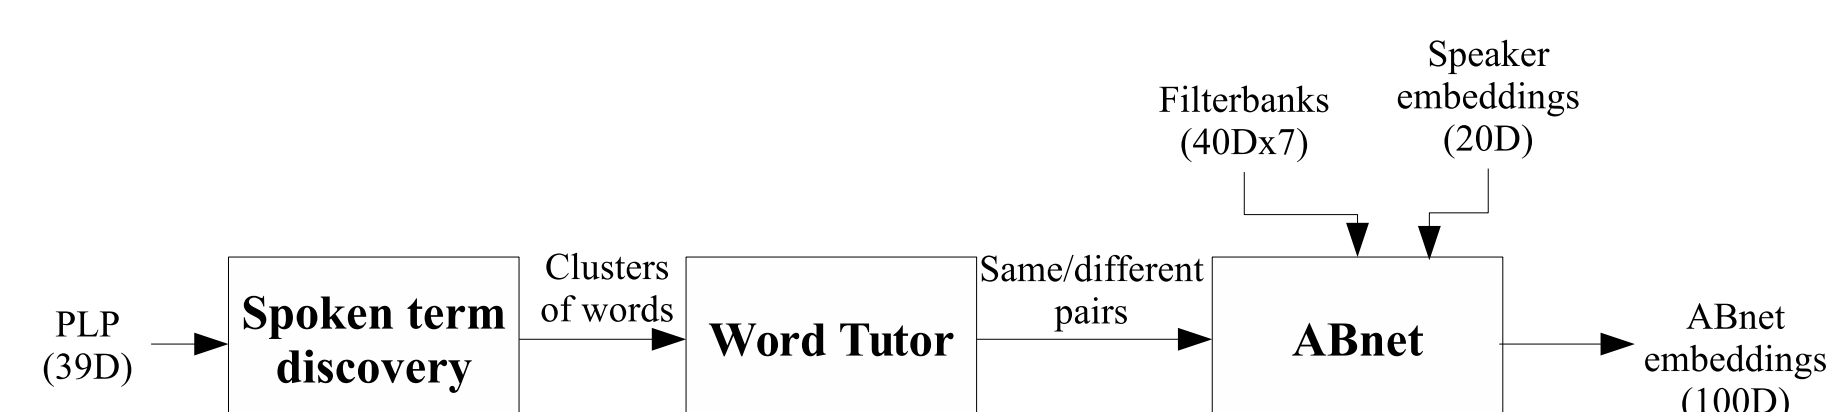 Speaker
embeddings
(20D)
Filterbanks
(40Dx7)
PLP
(39D)
Spoken term
discovery
Clusters
of words
Word Tutor
Same/different
pairs
ABnet
ABnet
embeddings
(100D)